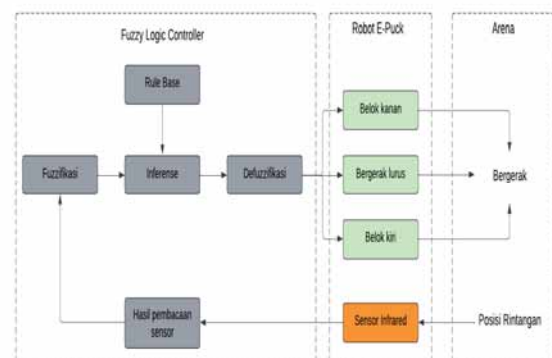 Fuzzy Logic Controller
Robot E-Puck
Arena
Rule Base
Belok kanan
Fuzzifikasi
Inferense
Defuzzifikasi
Bergerak lurus
Bergerak
Belok kiri
Hasil pembacaan
sensor
Sensor Infrared
Posisi Rintangan